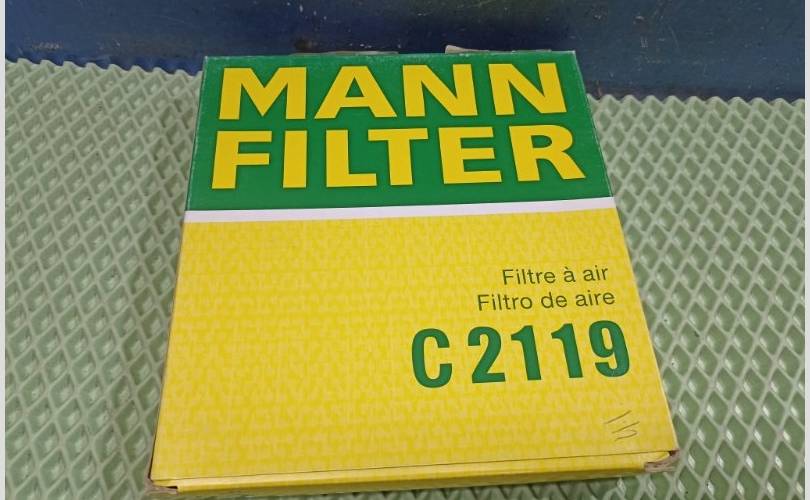 MANN
FILTER
Filtre à air
Filtro de aire
C 2119